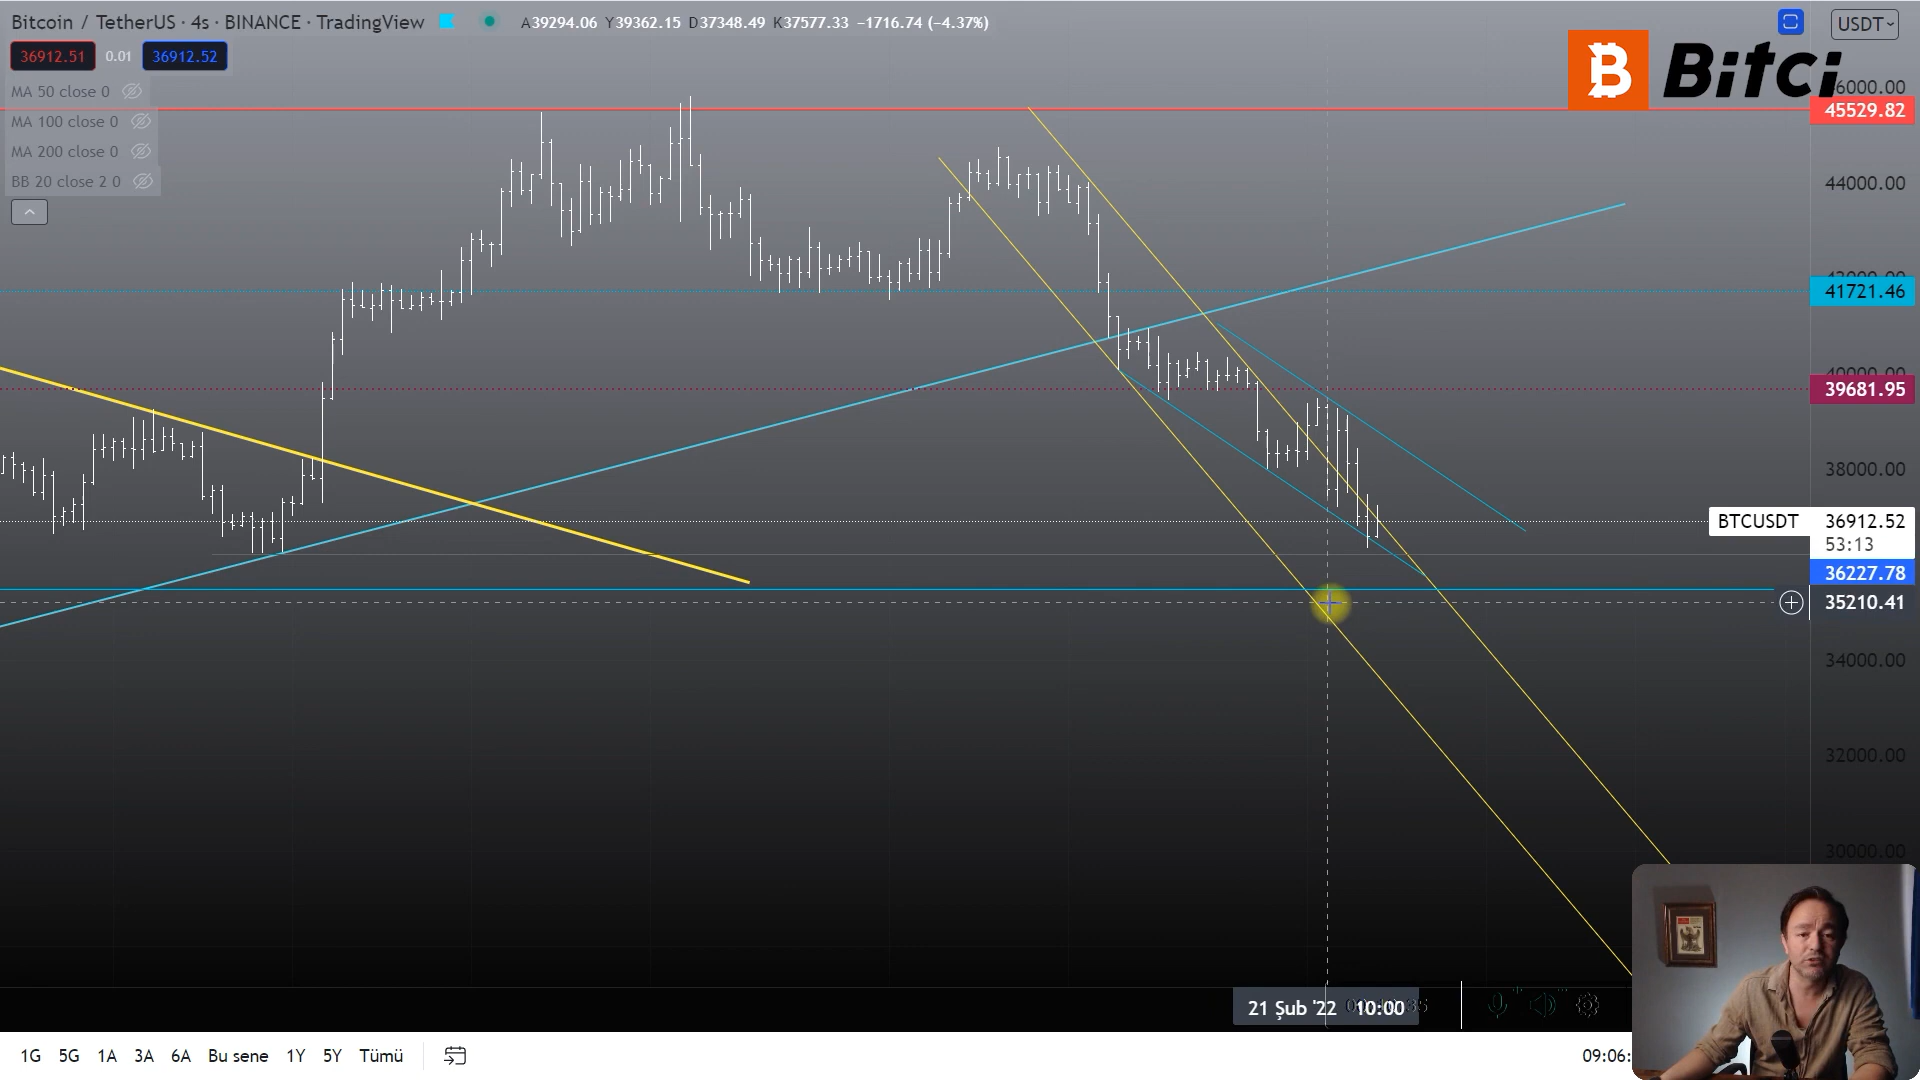 Bitcoin / TetherUS · 4s · BINANCE · TradingView A39294.06 Y39362.15 D37348.49 K37577.33 −1716.74 (−4.37%)
USDT
36912.51 0.01 36912.52
Bitci
MA 50 close 0
MA 100 close 0
MA 200 close 0
BB 20 close 2 0
45529.82
44000.00
41721.46
39681.95
38000.00
BTCUSDT 36912.52
53:13
36227.78
35210.41
34000.00
32000.00
30000.00
21 Şub '22 10:00
1G 5G 1A 3A 6A Bu sene 1Y 5Y Tümü
09:06: